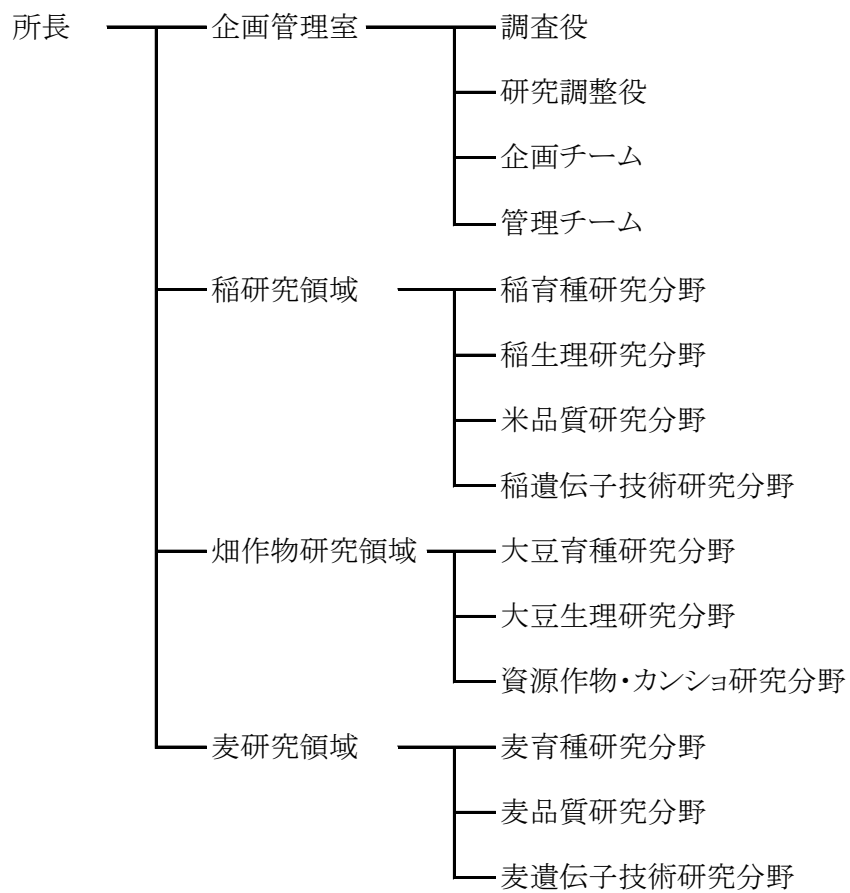 所長
企画管理室
調査役
研究調整役
企画チーム
管理チーム
稲研究領域
稲育種研究分野
稲生理研究分野
米品質研究分野
稲遺伝子技術研究分野
畑作物研究領域
大豆育種研究分野
大豆生理研究分野
資源作物・カンショ研究分野
麦研究領域
麦育種研究分野
麦品質研究分野
麦遺伝子技術研究分野